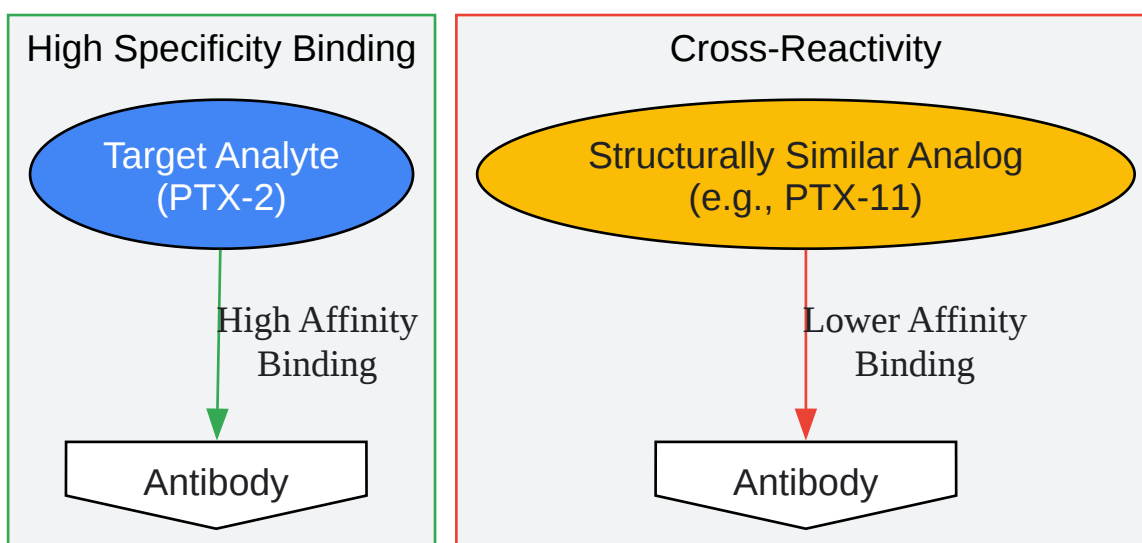 High Specificity Binding
Target Analyte
(PTX-2)
High Affinity
Binding
Antibody
Cross-Reactivity
Structurally Similar Analog
(e.g., PTX-11)
Lower Affinity
Binding
Antibody